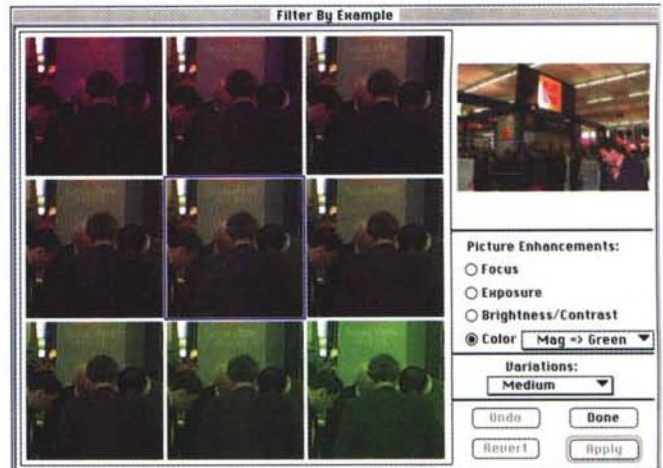 Filter By Example
Picture Enhancements:
Focus
Exposure
Brightness/Contrast
Color Mag => Green
Variations:
Medium
Undo Done
Revert Apply